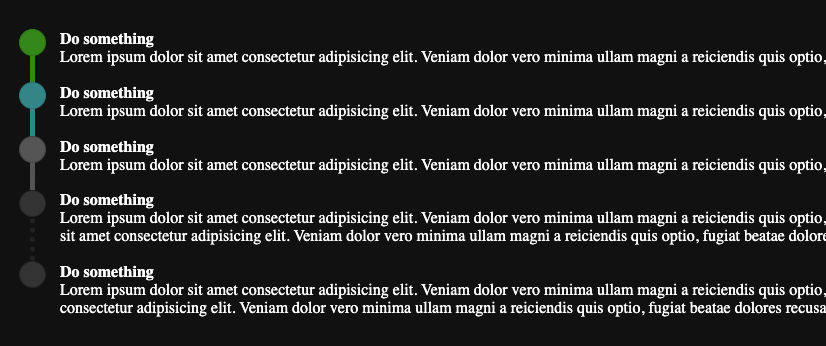 Do something
Lorem ipsum dolor sit amet consectetur adipisicing elit. Veniam dolor vero minima ullam magni a reiciendis quis optio,
Do something
Lorem ipsum dolor sit amet consectetur adipisicing elit. Veniam dolor vero minima ullam magni a reiciendis quis optio,
Do something
Lorem ipsum dolor sit amet consectetur adipisicing elit. Veniam dolor vero minima ullam magni a reiciendis quis optio,
Do something
Lorem ipsum dolor sit amet consectetur adipisicing elit. Veniam dolor vero minima ullam magni a reiciendis quis optio,
sit amet consectetur adipisicing elit. Veniam dolor vero minima ullam magni a reiciendis quis optio, fugiat beatae dolore
Do something
Lorem ipsum dolor sit amet consectetur adipisicing elit. Veniam dolor vero minima ullam magni a reiciendis quis optio,
consectetur adipisicing elit. Veniam dolor vero minima ullam magni a reiciendis quis optio, fugiat beatae dolores recusa